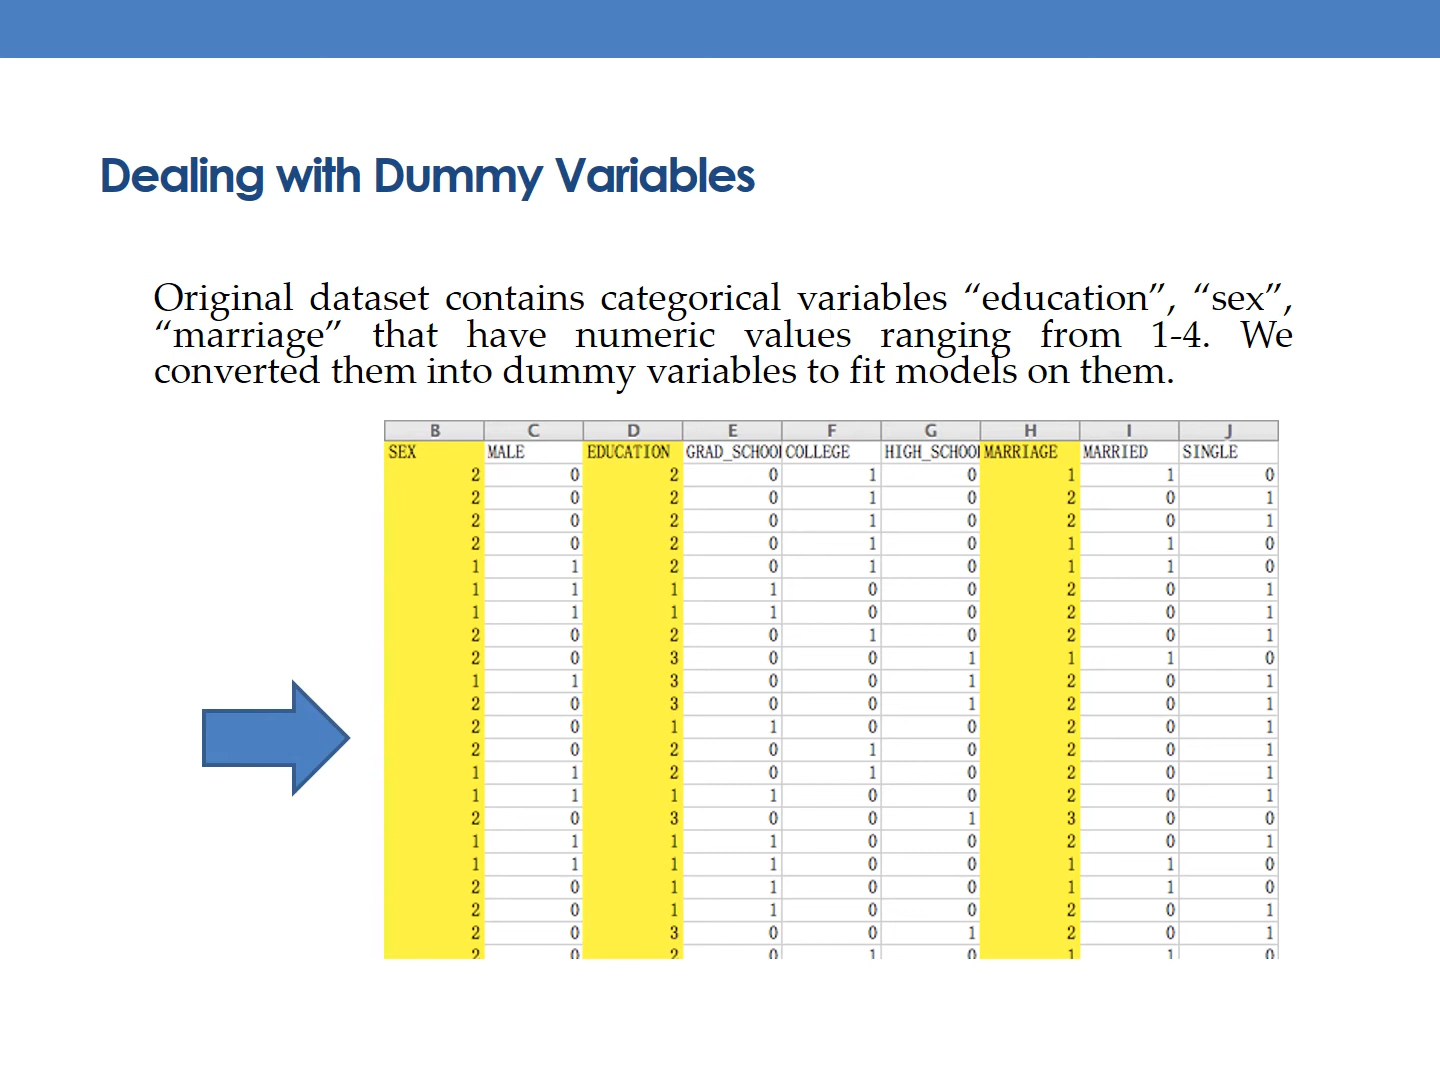 Dealing with Dummy Variables
Original dataset contains categorical variables “education”, “sex”,
“marriage” that have numeric values ranging from 1-4. We
converted them into dummy variables to fit models on them.
B C D E F G H I J
SEX MALE EDUCATION GRAD_SCHOOL COLLEGE HIGH_SCHOOL MARRIAGE MARRIED SINGLE
2 0 2 0 1 0 1 1 0
2 0 2 0 1 0 2 0 1
2 0 2 0 1 0 2 0 1
2 0 2 0 1 0 1 1 0
1 1 2 0 1 0 1 1 0
1 1 1 1 0 0 2 0 1
1 1 1 1 0 0 2 0 1
2 0 2 0 1 0 2 0 1
2 0 3 0 0 1 1 1 0
1 1 3 0 0 1 2 0 1
2 0 3 0 0 1 2 0 1
2 0 1 1 0 0 2 0 1
2 0 2 0 1 0 2 0 1
1 1 2 0 1 0 2 0 1
1 1 1 1 0 0 2 0 1
2 0 3 0 0 1 3 0 0
1 1 1 1 0 0 2 0 1
1 1 1 1 0 0 1 1 0
2 0 1 1 0 0 1 1 0
2 0 1 1 0 0 2 0 1
2 0 3 0 0 1 2 0 1
2 0 2 0 1 0 1 1 0